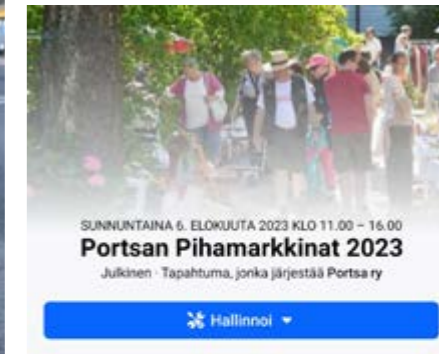 SUNNUNTAINA 6. ELOKUUTA 2023 KLO 11.00 – 16.00
Portsan Pihamarkkinat 2023
Julkinen · Tapahtuma, jonka järjestää Portsa ry
Hallinnoi